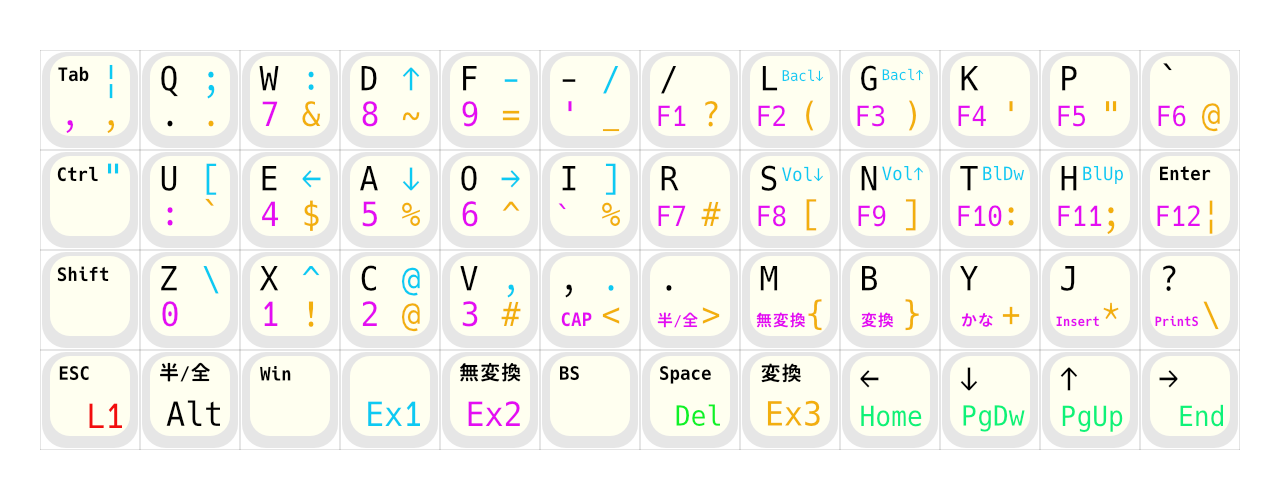 Tab ¦ Q ; W : D ↑ F - - / / L Bacl↓ G Bacl↑ K P `
, , . . 7 & 8 ~ 9 = ' _ F1 ? F2 ( F3 ) F4 ' F5 " F6 @
Ctrl " U [ E ← A ↓ O → I ] R S Vol↓ N Vol↑ T BlDw H BlUp Enter
: ` 4 $ 5 % 6 ^ ` % F7 # F8 [ F9 ] F10 : F11 ; F12 ¦
Shift Z \ X ^ C @ V , , . . M B Y J ?
0 1 ! 2 @ 3 # CAP < 半/全 > 無変換 { 変換 } かな + Insert * PrintS \
ESC 半/全 Win 無変換 BS Space 変換 ← ↓ ↑ →
L1 Alt Ex1 Ex2 Del Ex3 Home PgDw PgUp End